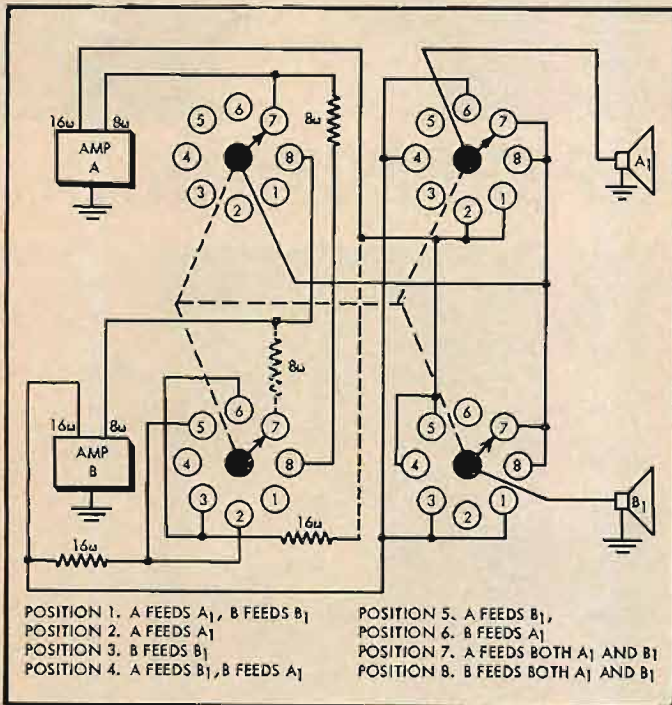 6 6
5 7 8ω 5 7
16ω 8ω
AMP
A
4 8 4 8 A1
3 1 3 1
2 2
8ω
6 6
5 7 5 7
16ω 8ω
AMP
B
4 8 4 8 B1
3 1 3 1
2 2
16ω
16ω
POSITION 1. A FEEDS A1, B FEEDS B1
POSITION 2. A FEEDS A1
POSITION 3. B FEEDS B1
POSITION 4. A FEEDS B1, B FEEDS A1
POSITION 5. A FEEDS B1,
POSITION 6. B FEEDS A1
POSITION 7. A FEEDS BOTH A1 AND B1
POSITION 8. B FEEDS BOTH A1 AND B1